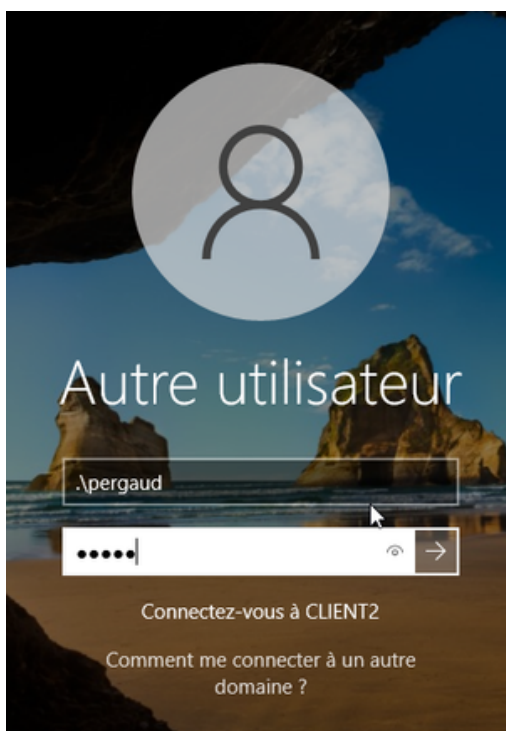 Autre utilisateur
.\pergaud
•••••
Connectez-vous à CLIENT2
Comment me connecter à un autre
domaine ?